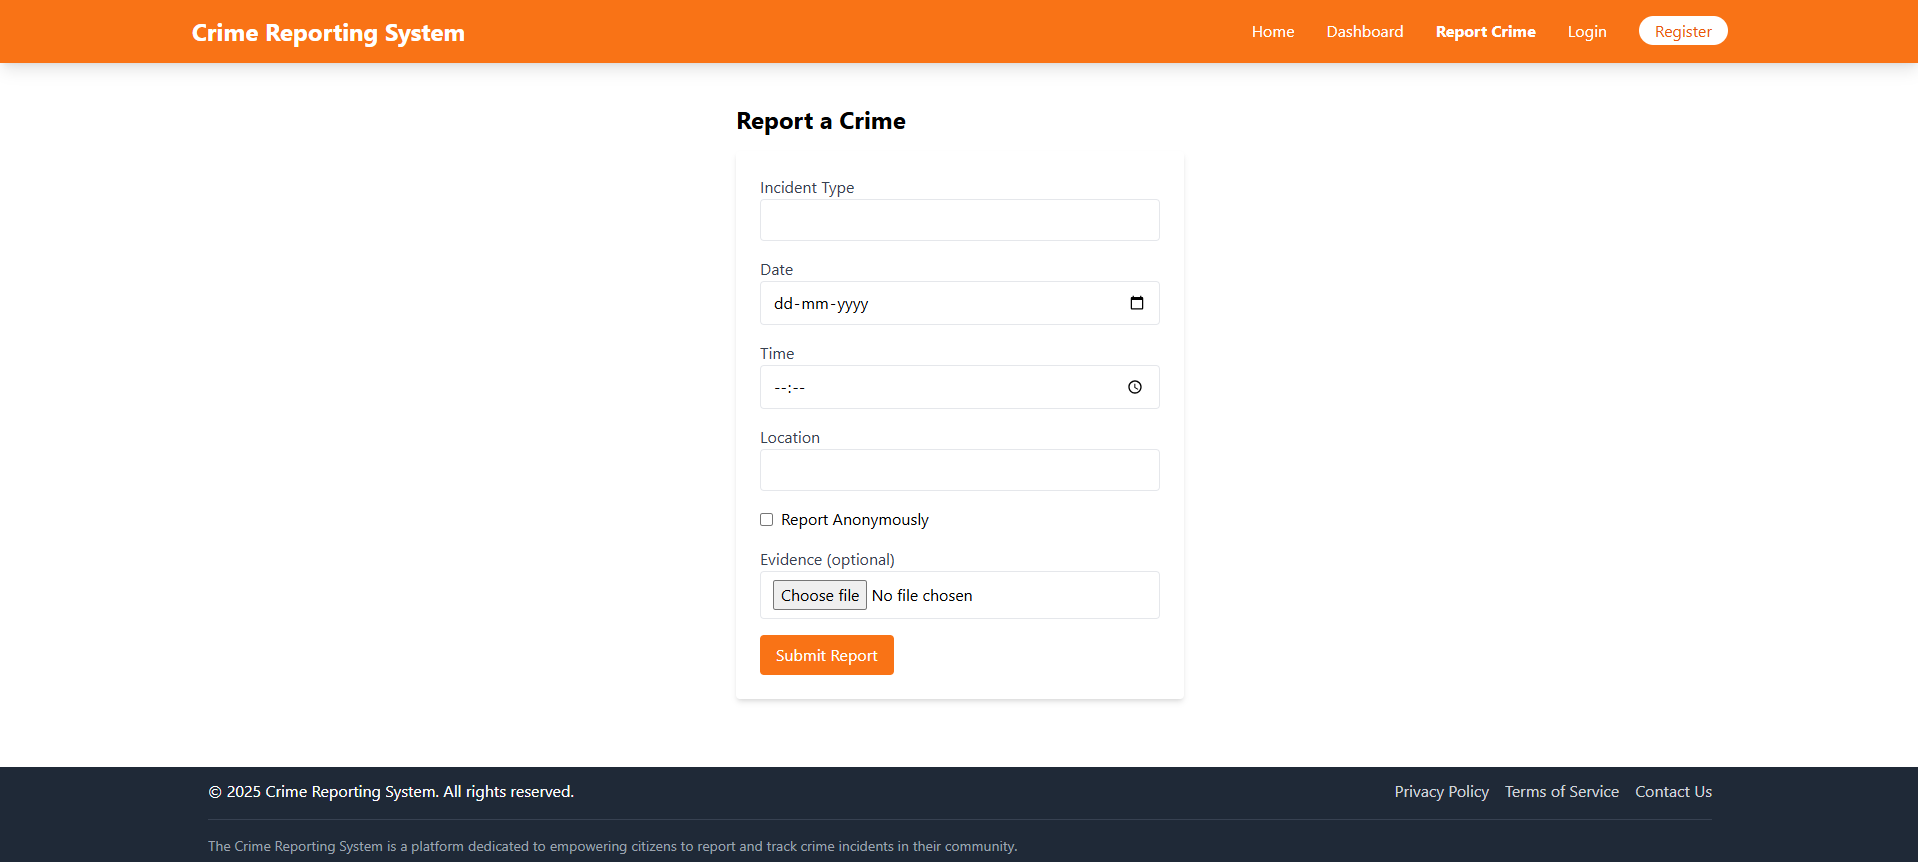 Crime Reporting System
Home Dashboard Report Crime Login Register
Report a Crime
Incident Type
Date
dd-mm-yyyy
Time
--:--
Location
Report Anonymously
Evidence (optional)
Choose file No file chosen
Submit Report
© 2025 Crime Reporting System. All rights reserved.
Privacy Policy Terms of Service Contact Us
The Crime Reporting System is a platform dedicated to empowering citizens to report and track crime incidents in their community.